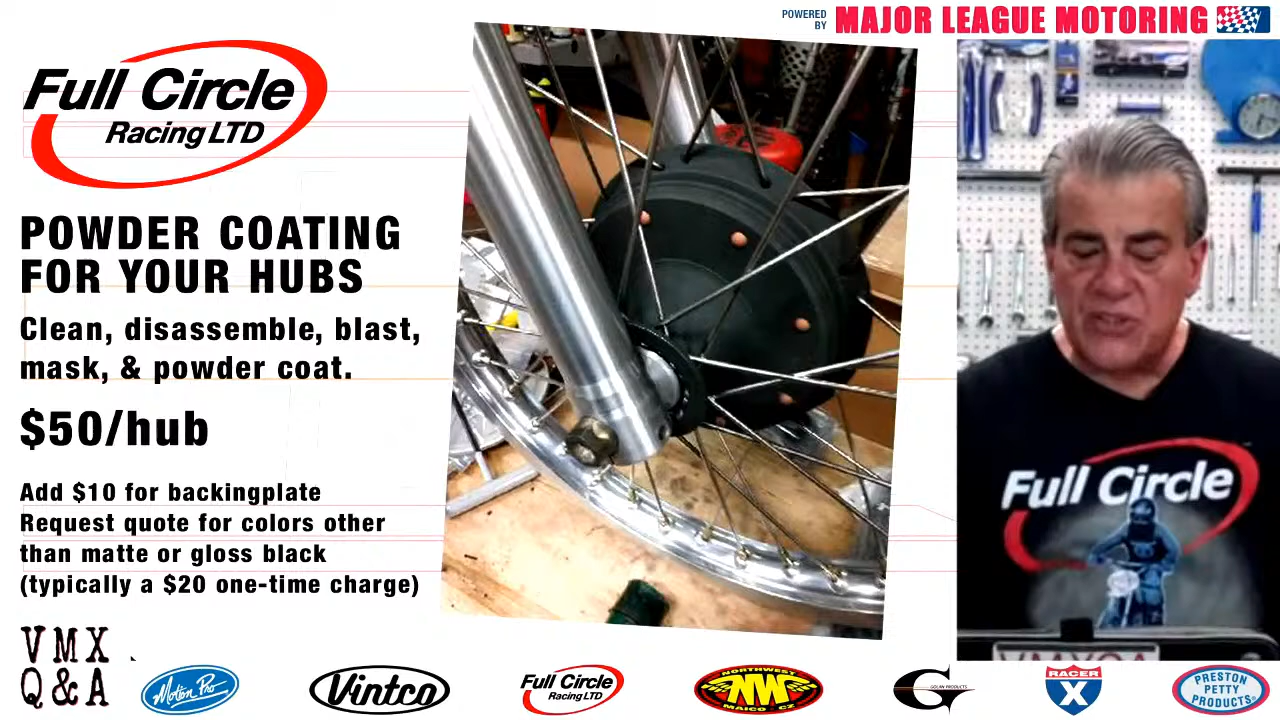 POWERED
BY
MAJOR LEAGUE MOTORING
Full Circle
Racing LTD
POWDER COATING
FOR YOUR HUBS
Clean, disassemble, blast,
mask, & powder coat.
$50/hub
Add $10 for backingplate
Request quote for colors other
than matte or gloss black
(typically a $20 one-time charge)
Full Circle
VMX
Q&A
Motion Pro
Vintco
Full Circle
Racing LTD
NORTHWEST
NW
MAICO - CZ
G
GOLAN PRODUCTS
RACER
X
PRESTON
PETTY
PRODUCTS